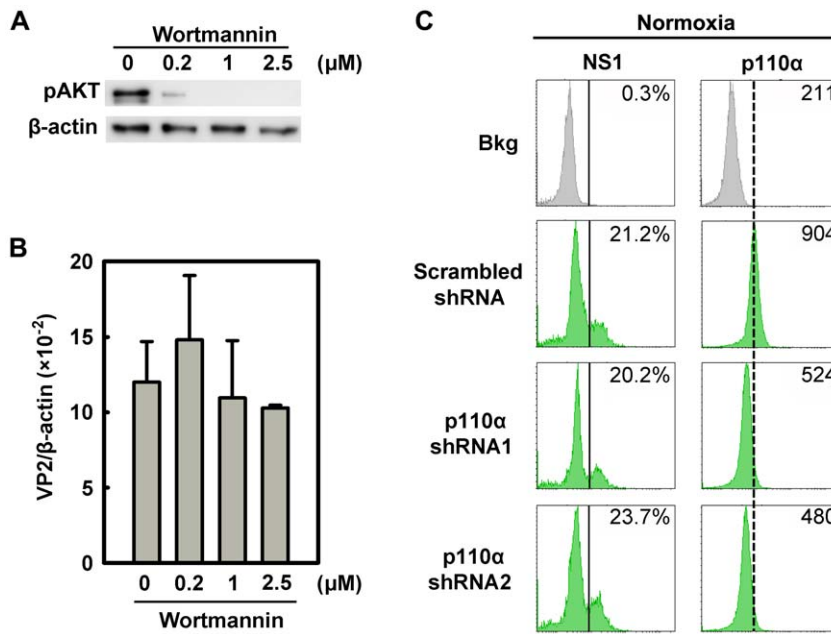 A
Wortmannin
0 0.2 1 2.5 (μM)
pAKT
β-actin
B
20
15
10
5
0
VP2/β-actin (×10⁻²)
0 0.2 1 2.5 (μM)
Wortmannin
C
Normoxia
NS1 p110α
Bkg
0.3% 211
Scrambled
shRNA
21.2% 904
p110α
shRNA1
20.2% 524
p110α
shRNA2
23.7% 480